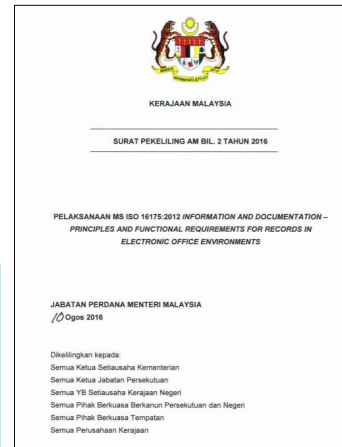 KERAJAAN MALAYSIA
SURAT PEKELILING AM BIL. 2 TAHUN 2016
PELAKSANAAN MS ISO 16175:2012 INFORMATION AND DOCUMENTATION –
PRINCIPLES AND FUNCTIONAL REQUIREMENTS FOR RECORDS IN
ELECTRONIC OFFICE ENVIRONMENTS
JABATAN PERDANA MENTERI MALAYSIA
10 Ogos 2016
Dikelilingkan kepada:
Semua Ketua Setiausaha Kementerian
Semua Ketua Jabatan Persekutuan
Semua YB Setiausaha Kerajaan Negeri
Semua Pihak Berkuasa Berkanun Persekutuan dan Negeri
Semua Pihak Berkuasa Tempatan
Semua Perusahaan Kerajaan